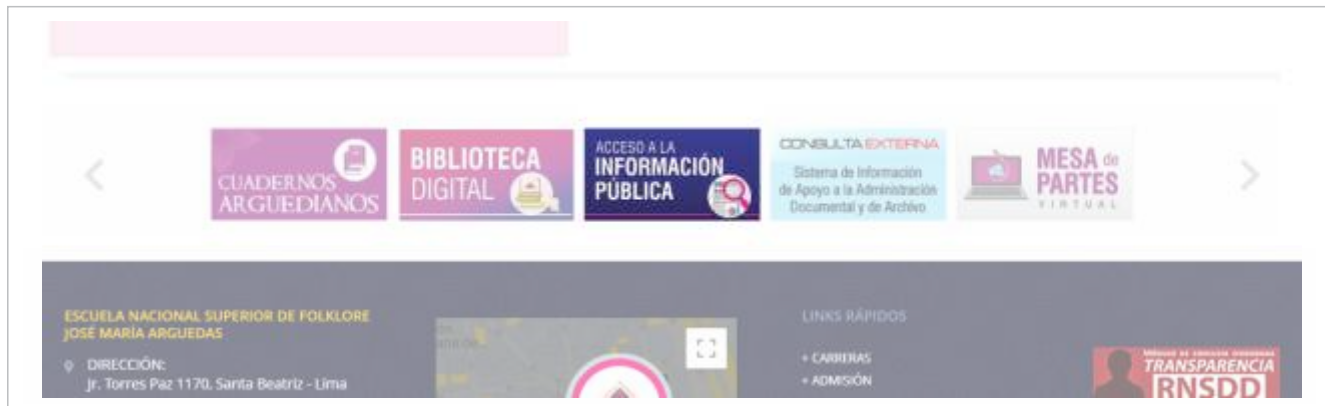 CUADERNOS
ARGUEDIANOS
BIBLIOTECA
DIGITAL
ACCESO A LA
INFORMACIÓN
PÚBLICA
CONSULTA EXTERNA
Sistema de Información
de Apoyo a la Administración
Documental y de Archivo
MESA de
PARTES
VIRTUAL
ESCUELA NACIONAL SUPERIOR DE FOLKLORE
JOSÉ MARÍA ARGUEDAS
DIRECCIÓN:
Jr. Torres Paz 1170, Santa Beatriz - Lima
LINKS RÁPIDOS
+ CARRERAS
+ ADMISIÓN
TRANSPARENCIA
RNSDD